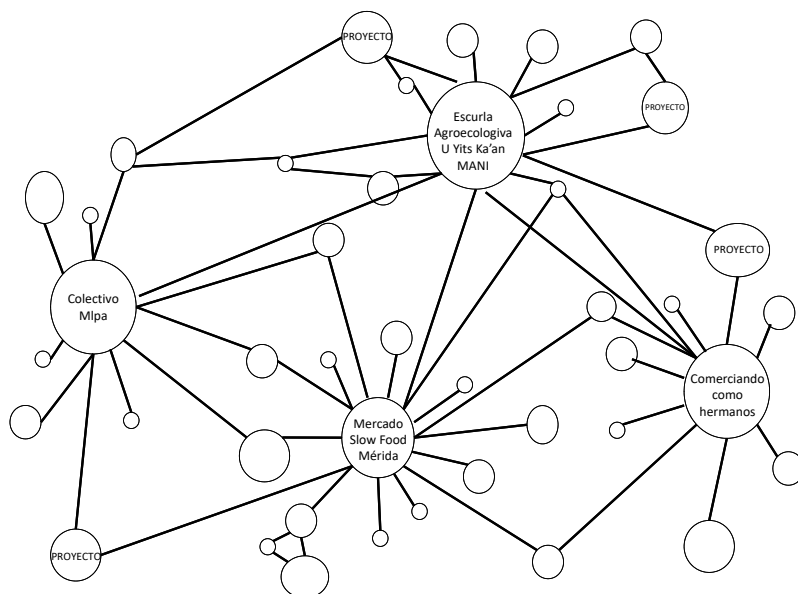 PROYECTO
Escurla
Agroecologiva
U Yits Ka'an
MANI
PROYECTO
PROYECTO
Colectivo
Mlpa
Comerciando
como
hermanos
Mercado
Slow Food
Mérida
PROYECTO